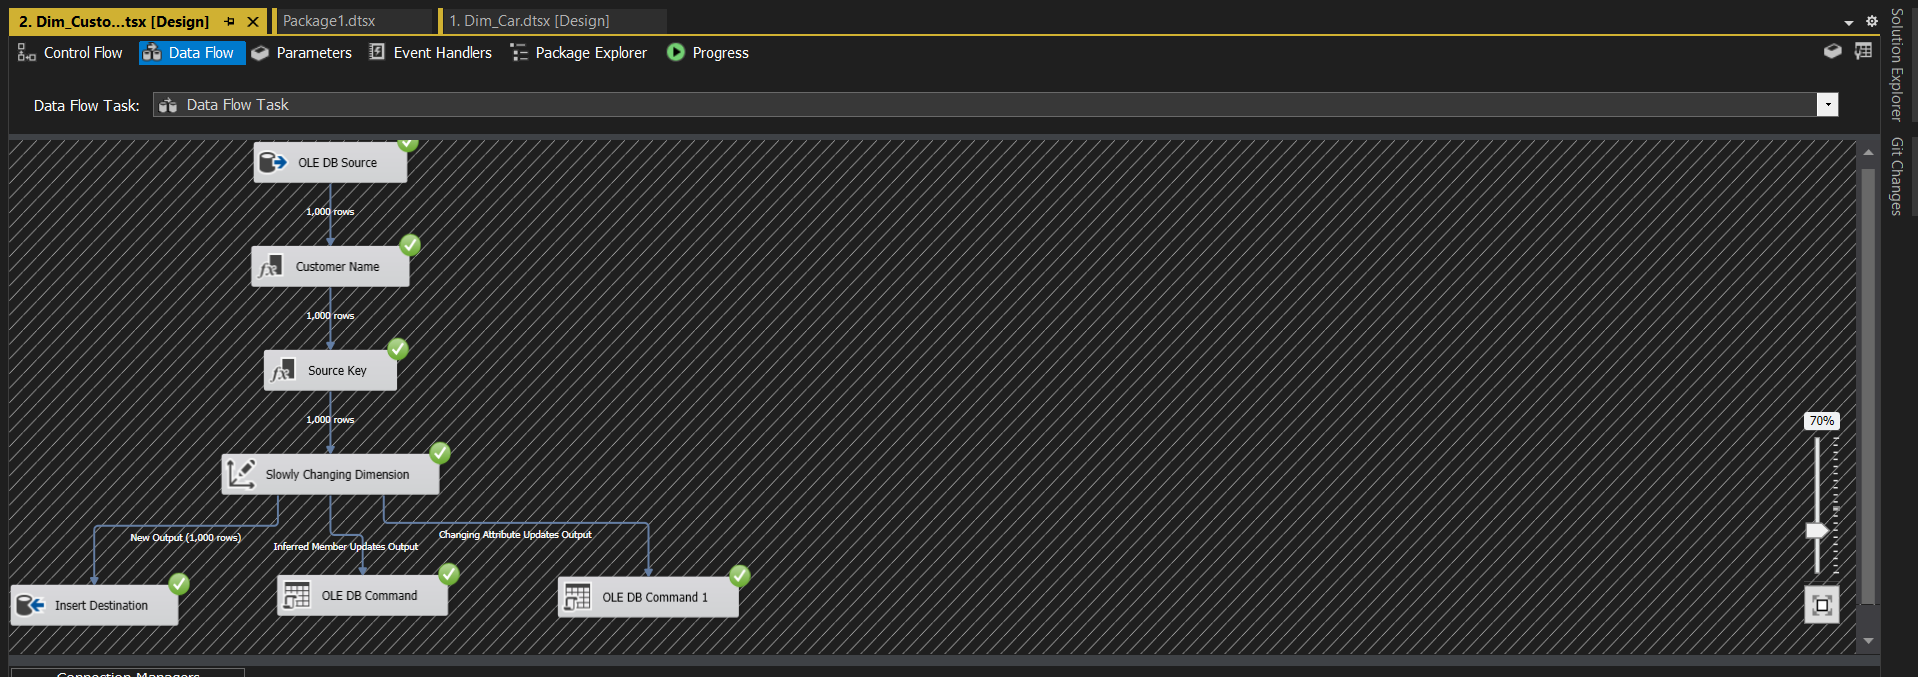 2. Dim_Custo...tsx [Design]
Package1.dtsx
1. Dim_Car.dtsx [Design]
Control Flow
Data Flow
Parameters
Event Handlers
Package Explorer
Progress
Data Flow Task:
Data Flow Task
OLE DB Source
1,000 rows
Customer Name
1,000 rows
Source Key
1,000 rows
Slowly Changing Dimension
New Output (1,000 rows)
Inferred Member Updates Output
Changing Attribute Updates Output
Insert Destination
OLE DB Command
OLE DB Command 1
70%
Connection Managers
Solution Explorer
Git Changes